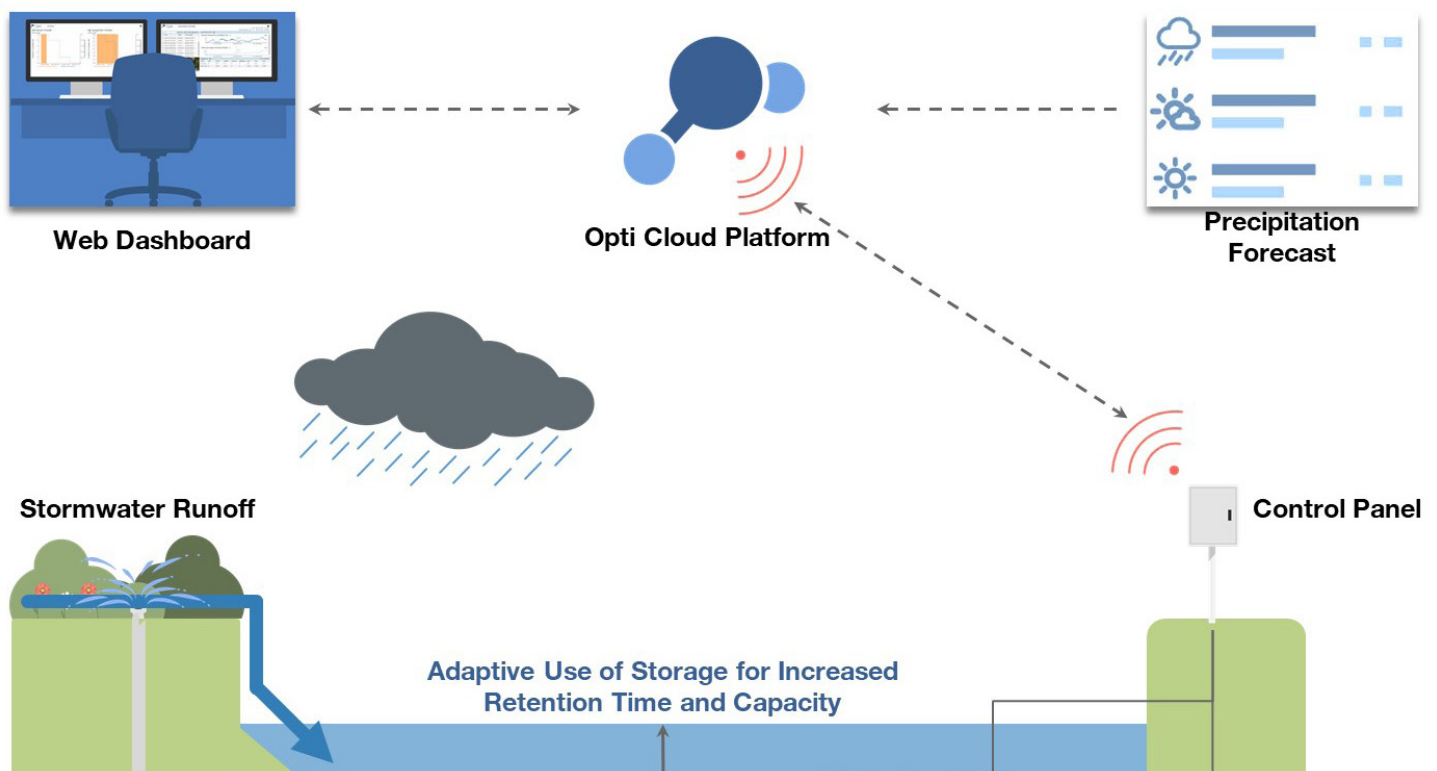 Web Dashboard
Opti Cloud Platform
Precipitation
Forecast
Stormwater Runoff
Control Panel
Adaptive Use of Storage for Increased
Retention Time and Capacity